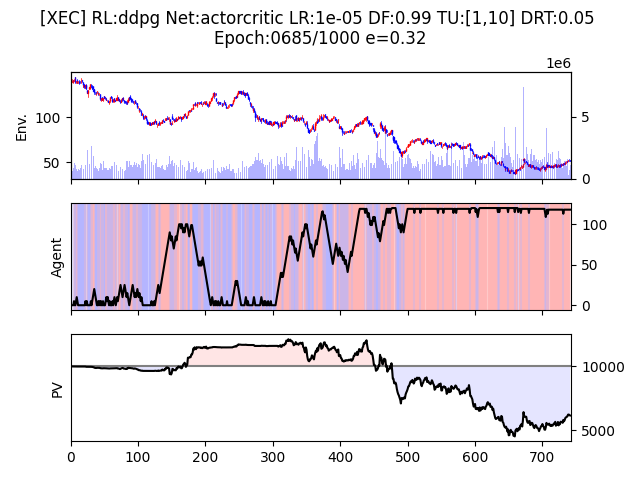 [XEC] RL:ddpg Net:actorcritic LR:1e-05 DF:0.99 TU:[1,10] DRT:0.05
Epoch:0685/1000 e=0.32
1e6
Env.
100
50
5
0
Agent
100
50
0
PV
10000
5000
0 100 200 300 400 500 600 700